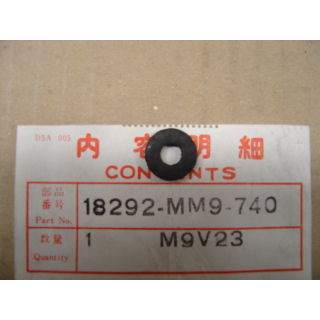 DSA 005
内容明細
CONTENTS
部品
番号
Part No.
18292-MM9-740
数量
Quantity
1 M9V23